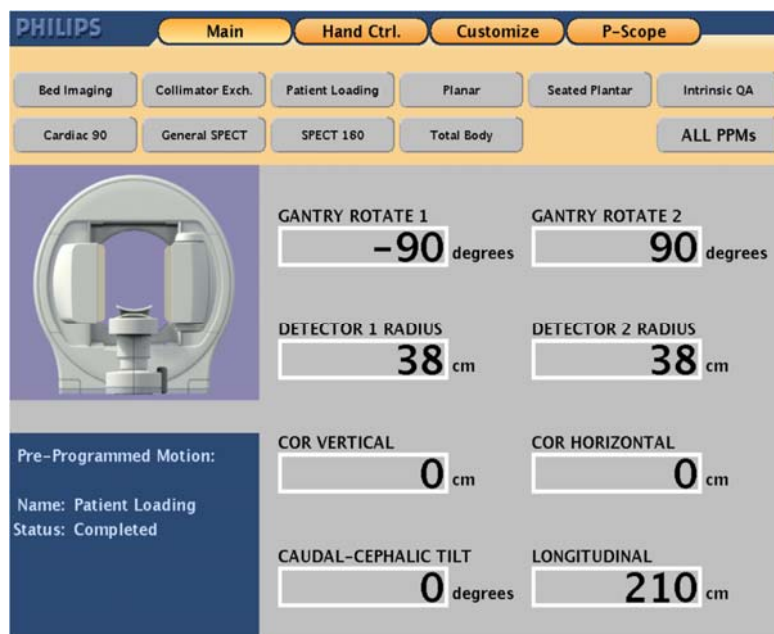 PHILIPS Main Hand Ctrl. Customize P-Scope
Bed Imaging Collimator Exch. Patient Loading Planar Seated Plantar Intrinsic QA
Cardiac 90 General SPECT SPECT 180 Total Body ALL PPMs
GANTRY ROTATE 1 GANTRY ROTATE 2
-90 degrees 90 degrees
DETECTOR 1 RADIUS DETECTOR 2 RADIUS
38 cm 38 cm
COR VERTICAL COR HORIZONTAL
0 cm 0 cm
CAUDAL-CEPHALIC TILT LONGITUDINAL
0 degrees 210 cm
Pre-Programmed Motion:
Name: Patient Loading
Status: Completed